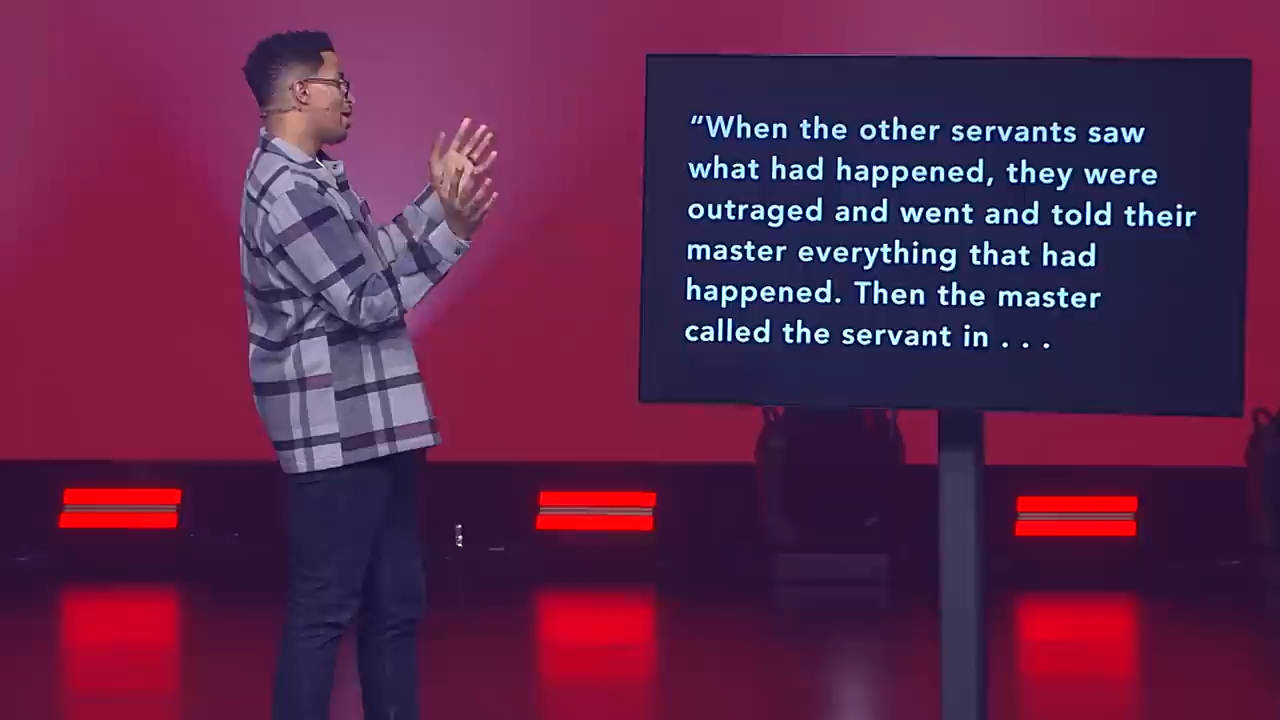 “When the other servants saw
what had happened, they were
outraged and went and told their
master everything that had
happened. Then the master
called the servant in . . .